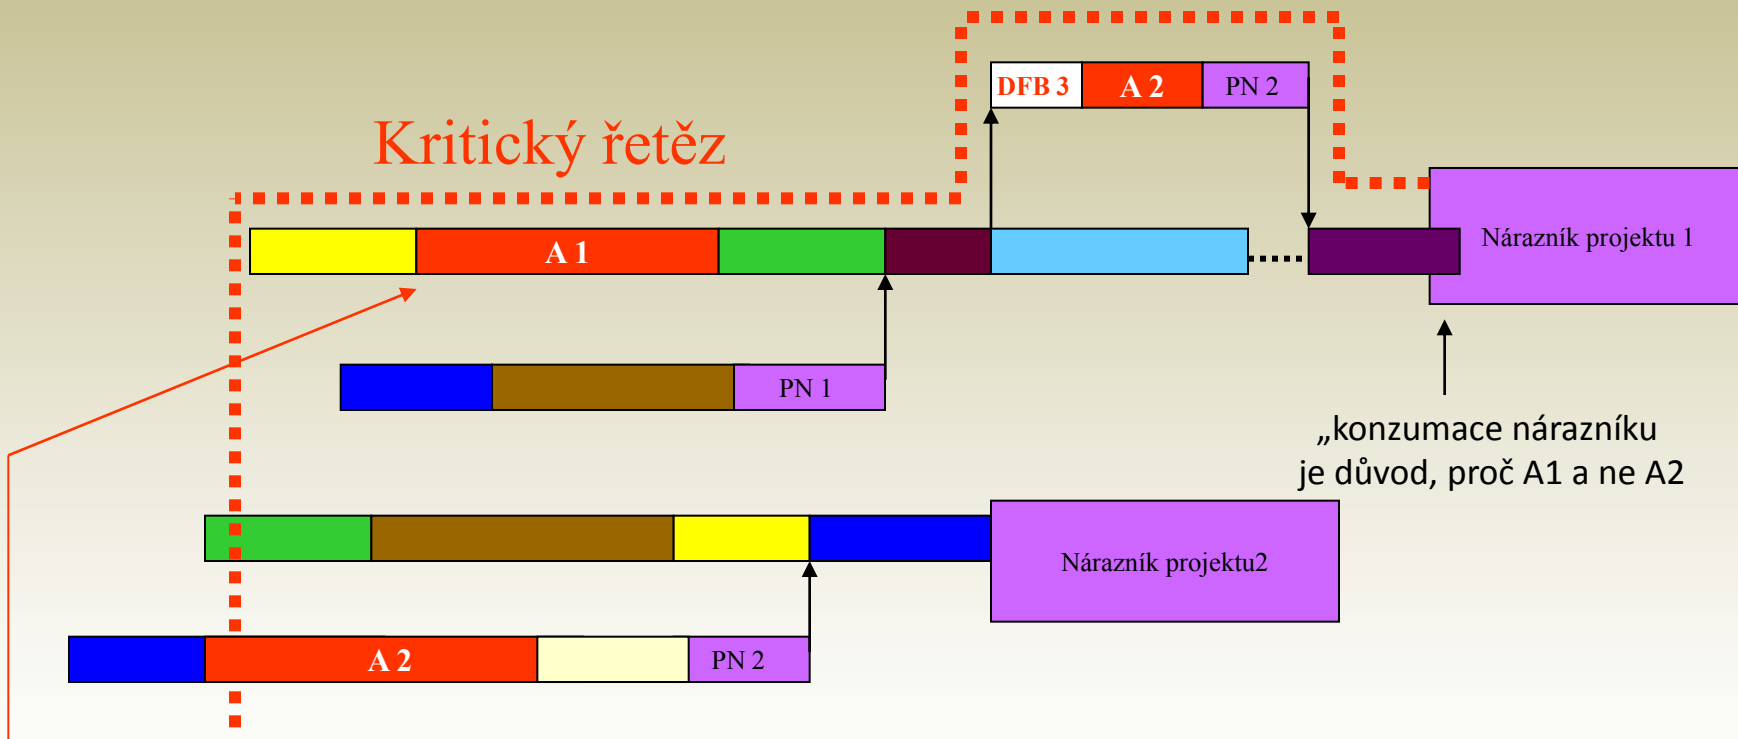 DFB 3
A 2
PN 2
Kritický řetěz
A 1
Nárazník projektu 1
PN 1
„konzumace nárazníku
je důvod, proč A1 a ne A2
Nárazník projektu2
A 2
PN 2